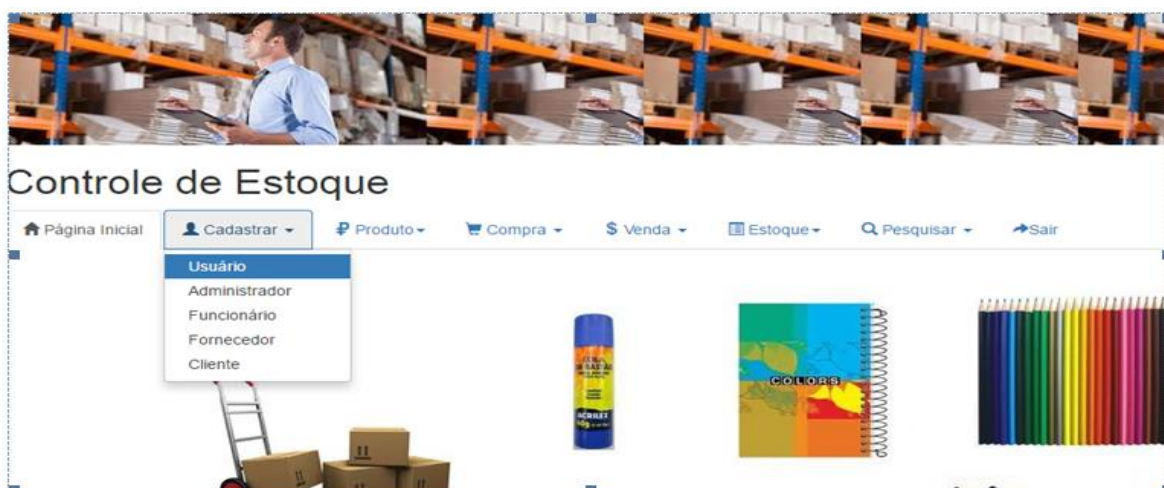 Controle de Estoque
Página Inicial Cadastrar Produto Compra $ Venda Estoque Pesquisar Sair
Usuário
Administrador
Funcionário
Fornecedor
Cliente
COLORS
ACRILEX